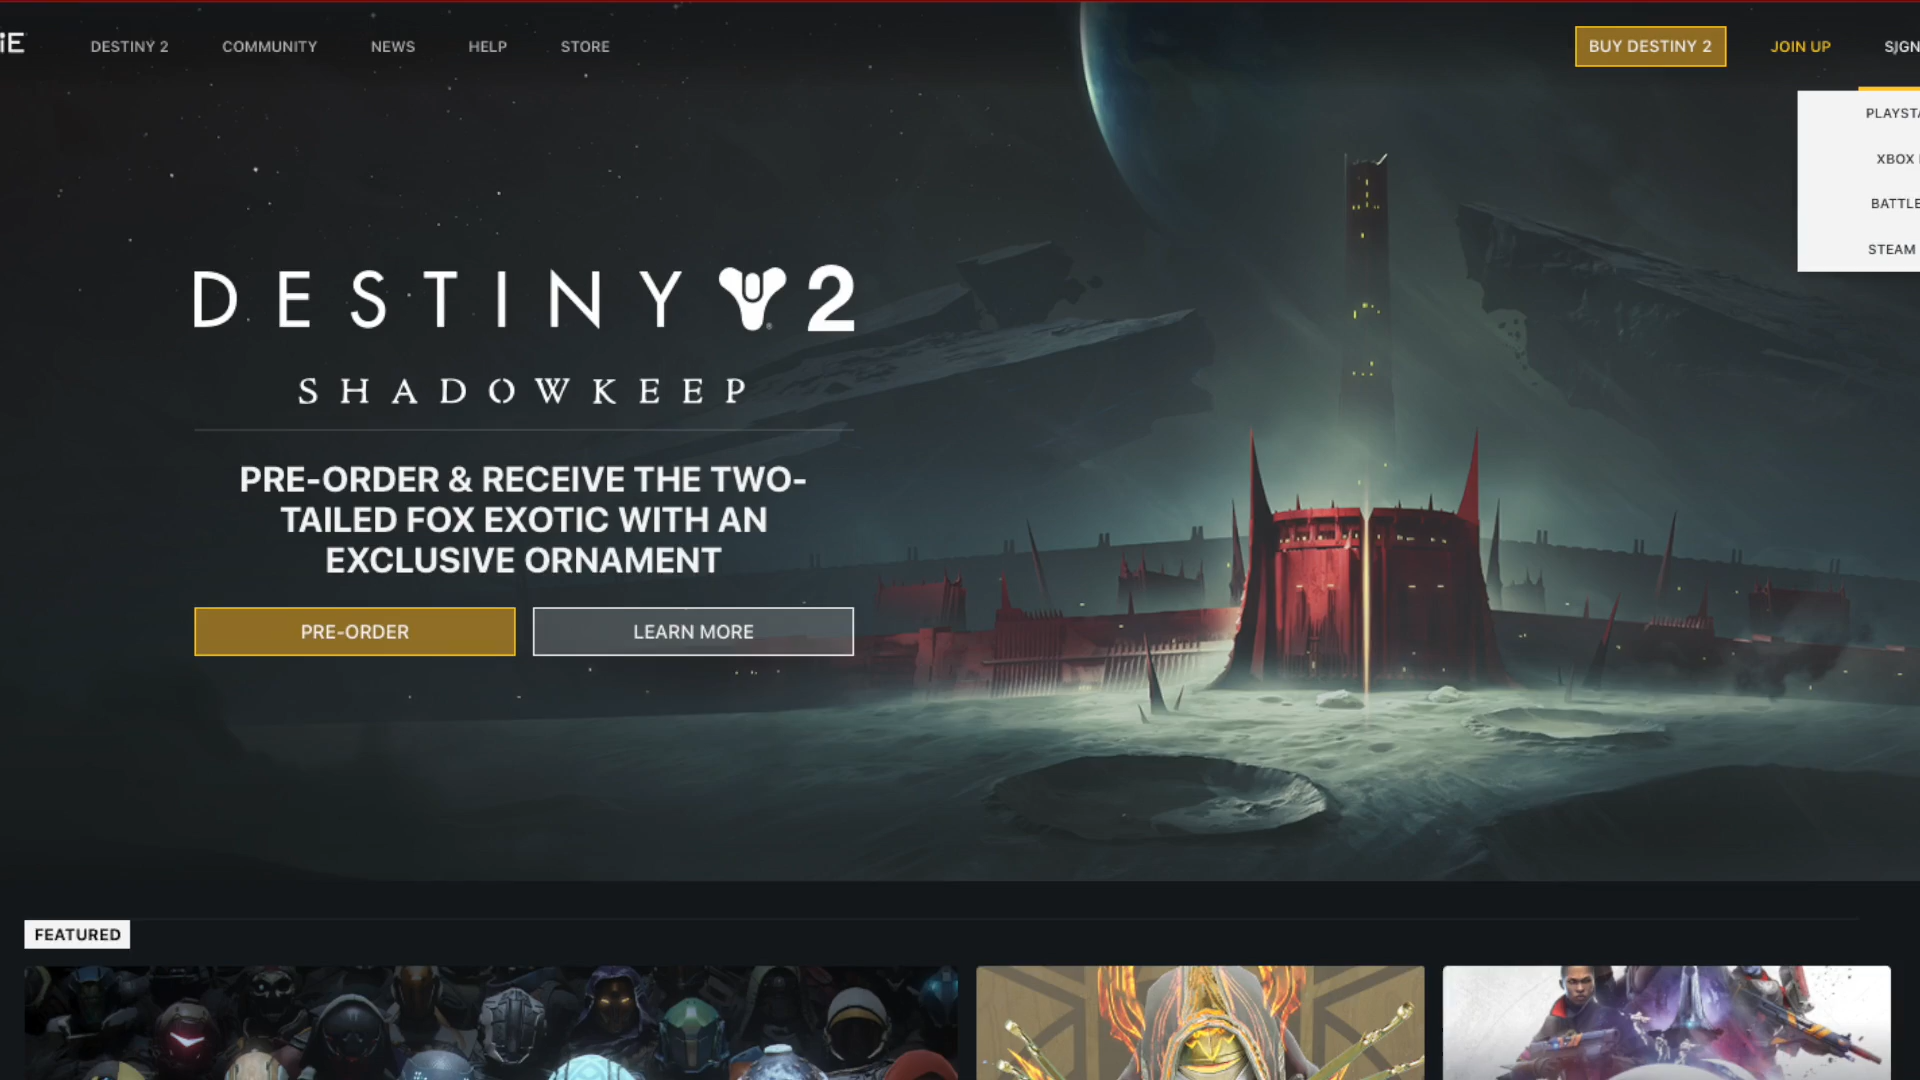 DESTINY 2
COMMUNITY
NEWS
HELP
STORE
BUY DESTINY 2
JOIN UP
XBOX
STEAM
DESTINY 2
SHADOWKEEP
PRE-ORDER & RECEIVE THE TWO-
TAILED FOX EXOTIC WITH AN
EXCLUSIVE ORNAMENT
PRE-ORDER
LEARN MORE
FEATURED